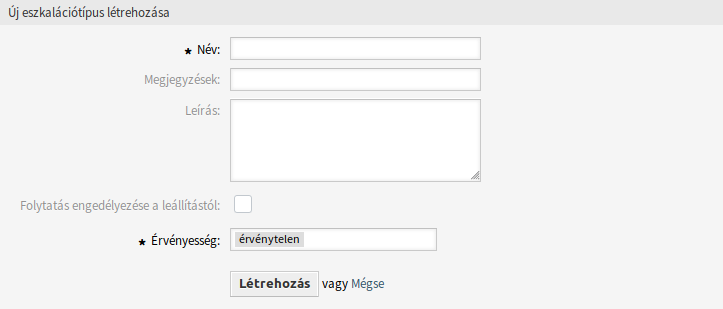 Új eszkalációtípus létrehozása
★ Név:
Megjegyzések:
Leírás:
Folytatás engedélyezése a leállítástól:
★ Érvényesség: érvénytelen
Létrehozás vagy Mégse